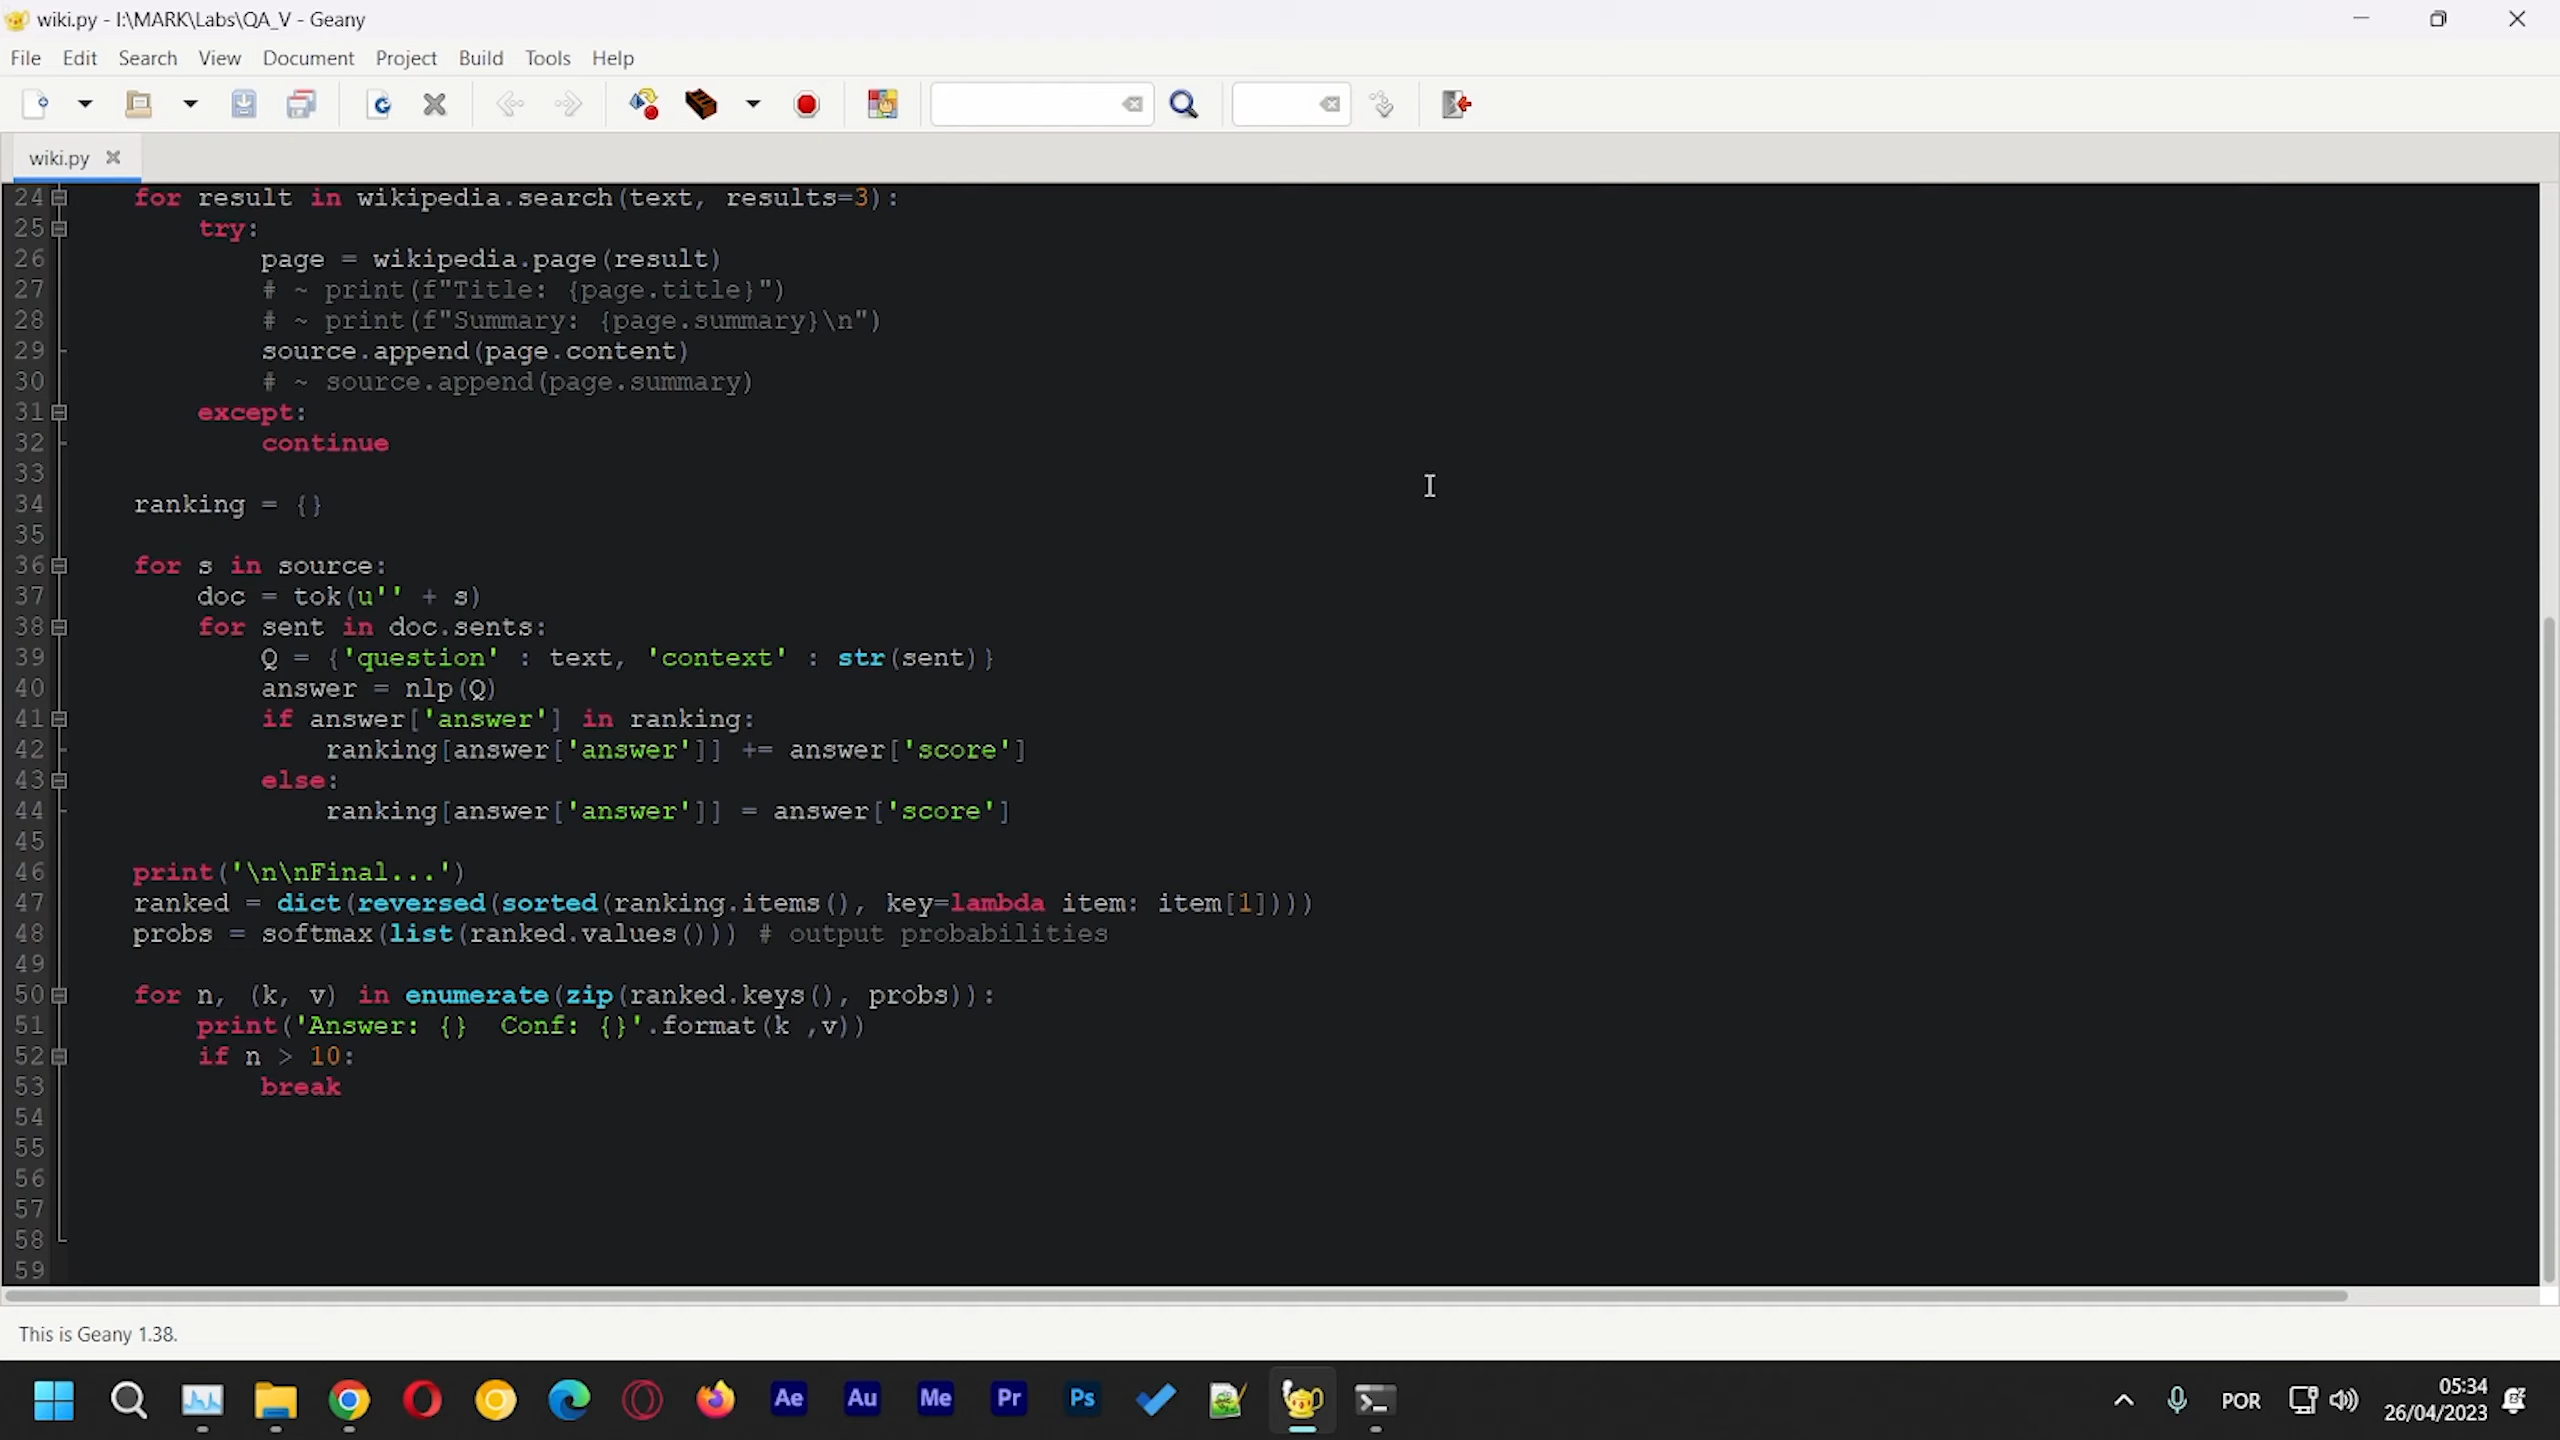 wiki.py - I:\MARK\Labs\QA_V - Geany
File Edit Search View Document Project Build Tools Help
wiki.py
24 for result in wikipedia.search(text, results=3):
25 try:
26 page = wikipedia.page(result)
27 # ~ print(f"Title: {page.title}")
28 # ~ print(f"Summary: {page.summary}\n")
29 source.append(page.content)
30 # ~ source.append(page.summary)
31 except:
32 continue
33
34 ranking = {}
35
36 for s in source:
37 doc = tok(u'' + s)
38 for sent in doc.sents:
39 Q = {'question' : text, 'context' : str(sent)}
40 answer = nlp(Q)
41 if answer['answer'] in ranking:
42 ranking[answer['answer']] += answer['score']
43 else:
44 ranking[answer['answer']] = answer['score']
45
46 print('\n\nFinal...')
47 ranked = dict(reversed(sorted(ranking.items(), key=lambda item: item[1])))
48 probs = softmax(list(ranked.values())) # output probabilities
49
50 for n, (k, v) in enumerate(zip(ranked.keys(), probs)):
51 print('Answer: {}  Conf: {}'.format(k ,v))
52 if n > 10:
53 break
54
55
56
57
58
59
This is Geany 1.38.
Ae Au Me Pr Ps
POR
05:34
26/04/2023